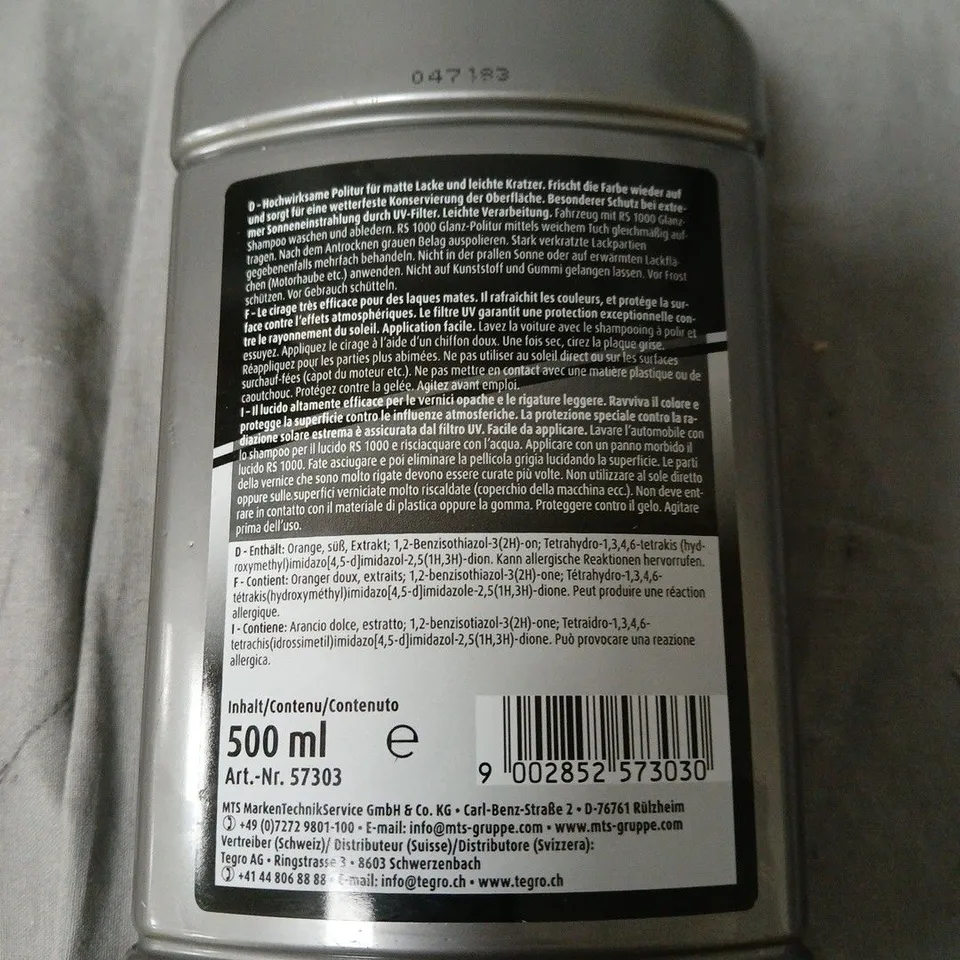 047183
D - Hochwirksame Politur für matte Lacke und leichte Kratzer. Frischt die Farbe wieder auf
und sorgt für eine wetterfeste Konservierung der Oberfläche. Besonderer Schutz bei extre-
mer Sonneneinstrahlung durch UV-Filter. Leichte Verarbeitung. Fahrzeug mit RS 1000 Glanz-
Shampoo waschen und abledern. RS 1000 Glanz-Politur mittels weichem Tuch gleichmäßig auf-
tragen. Nach dem Antrocknen grauen Belag auspolieren. Stark verkratzte Lackpartien
gegebenenfalls mehrfach behandeln. Nicht in der prallen Sonne oder auf erwärmten Lackflä-
chen (Motorhaube etc.) anwenden. Nicht auf Kunststoff und Gummi gelangen lassen. Vor Frost
schützen. Vor Gebrauch schütteln.
F - Le cirage très efficace pour des laques mates. Il rafraîchit les couleurs, et protége la sur-
face contre l'effets atmosphériques. Le filtre UV garantit une protection exceptionnelle con-
tre le rayonnement du soleil. Application facile. Lavez la voiture avec le shampooing à polir et
essuyez. Appliquez le cirage à l'aide d'un chiffon doux. Une fois sec, cirez la plaque grise.
Réappliquez pour les parties plus abimées. Ne pas utiliser au soleil direct ou sur les surfaces
surchauf-fées (capot du moteur etc.). Ne pas mettre en contact avec une matière plastique ou de
caoutchouc. Protégez contre la gelée. Agitez avant emploi.
I - Il lucido altamente efficace per le vernici opache e le rigature leggere. Ravviva il colore e
protegge la superficie contro le influenze atmosferiche. La protezione speciale contro la ra-
diazione solare estrema è assicurata dal filtro UV. Facile da applicare. Lavare l'automobile con
lo shampoo per il lucido RS 1000 e risciacquare con l'acqua. Applicare con un panno morbido il
lucido RS 1000. Fate asciugare e poi eliminare la pellicola grigia lucidando la superficie. Le parti
della vernice che sono molto rigate devono essere curate più volte. Non utilizzare al sole diretto
oppure sulle superfici verniciate molto riscaldate (coperchio della macchina ecc.). Non deve ent-
rare in contatto con il materiale di plastica oppure la gomma. Proteggere contro il gelo. Agitare
prima dell'uso.
D - Enthält: Orange, süß, Extrakt; 1,2-Benzisothiazol-3(2H)-on; Tetrahydro-1,3,4,6-tetrakis (hyd-
roxymethyl)imidazo[4,5-d]imidazol-2,5(1H,3H)-dion. Kann allergische Reaktionen hervorrufen.
F - Contient: Oranger doux, extraits; 1,2-benzisothiazol-3(2H)-one; Tétrahydro-1,3,4,6-
tétrakis(hydroxyméthyl)imidazo[4,5-d]imidazole-2,5(1H,3H)-dione. Peut produire une réaction
allergique.
I - Contiene: Arancio dolce, estratto; 1,2-benzisotiazol-3(2H)-one; Tetraidro-1,3,4,6-
tetrachis(idrossimetil)imidazo[4,5-d]imidazol-2,5(1H,3H)-dione. Può provocare una reazione
allergica.
Inhalt/Contenu/Contenuto
500 ml ℮
Art.-Nr. 57303
9 002852 573030
MTS MarkenTechnikService GmbH & Co. KG • Carl-Benz-Straße 2 • D-76761 Rülzheim
✆ +49 (0)7272 9801-100 • E-mail: info@mts-gruppe.com • www.mts-gruppe.com
Vertreiber (Schweiz)/ Distributeur (Suisse)/Distributore (Svizzera):
Tegro AG • Ringstrasse 3 • 8603 Schwerzenbach
✆ +41 44 806 88 88 • E-mail: info@tegro.ch • www.tegro.ch